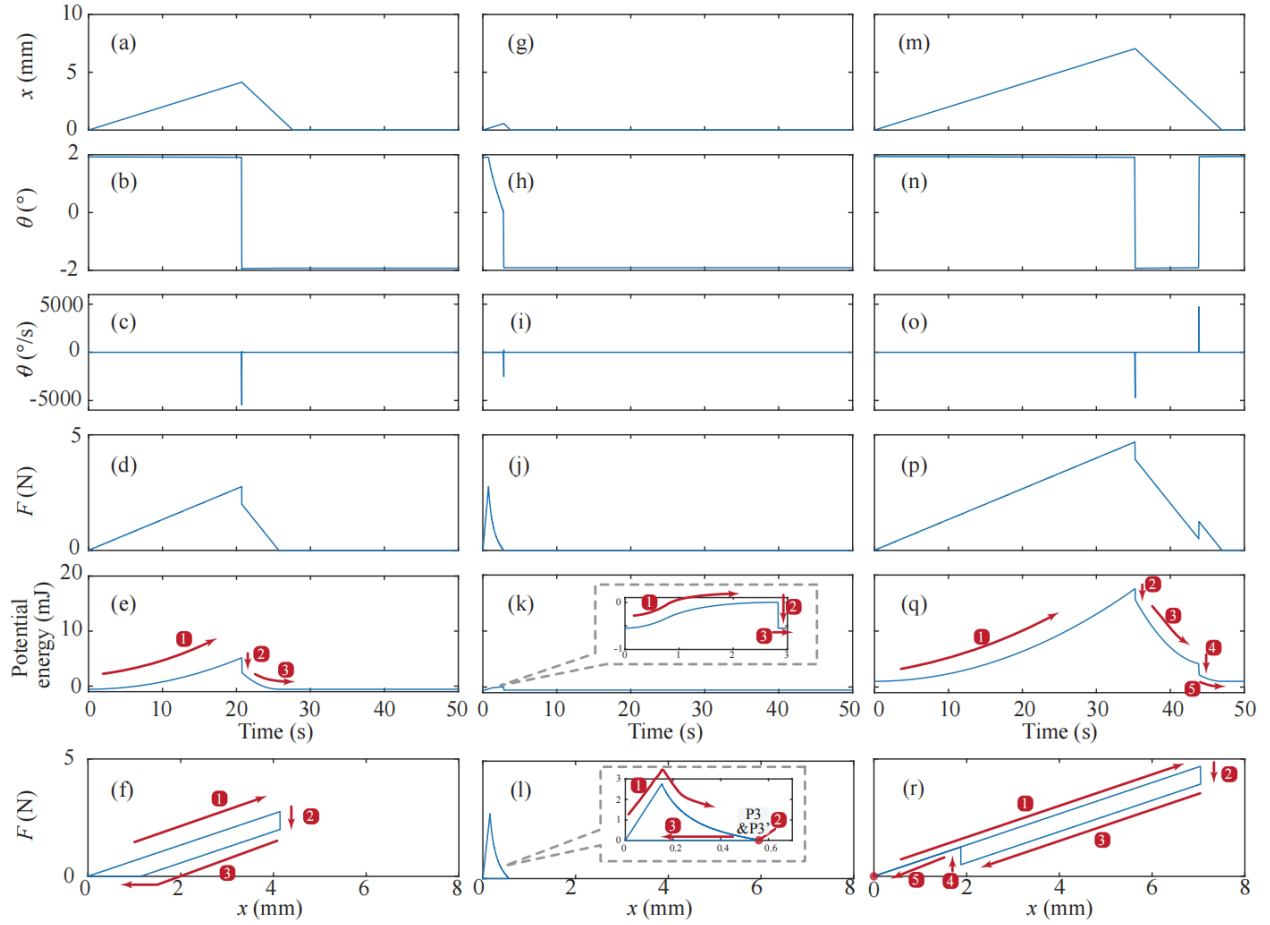 10
5
0
x (mm)
(a)
(g)
(m)
2
0
-2
θ (°)
(b)
(h)
(n)
5000
0
-5000
θ̇ (°/s)
(c)
(i)
(o)
5
0
F (N)
(d)
(j)
(p)
20
10
0
Potential
energy (mJ)
(e)
1
2
3
(k)
0
-1
0 1 2 3
1
2
3
(q)
1
2
3
4
5
0 10 20 30 40 50
0 10 20 30 40 50
0 10 20 30 40 50
Time (s)
Time (s)
Time (s)
5
0
F (N)
(f)
1
2
3
(l)
3
2
1
0
0 0.2 0.4 0.6
1
3
P3
&P3'
2
(r)
1
2
3
4
5
0 2 4 6 8
0 2 4 6 8
0 2 4 6 8
x (mm)
x (mm)
x (mm)